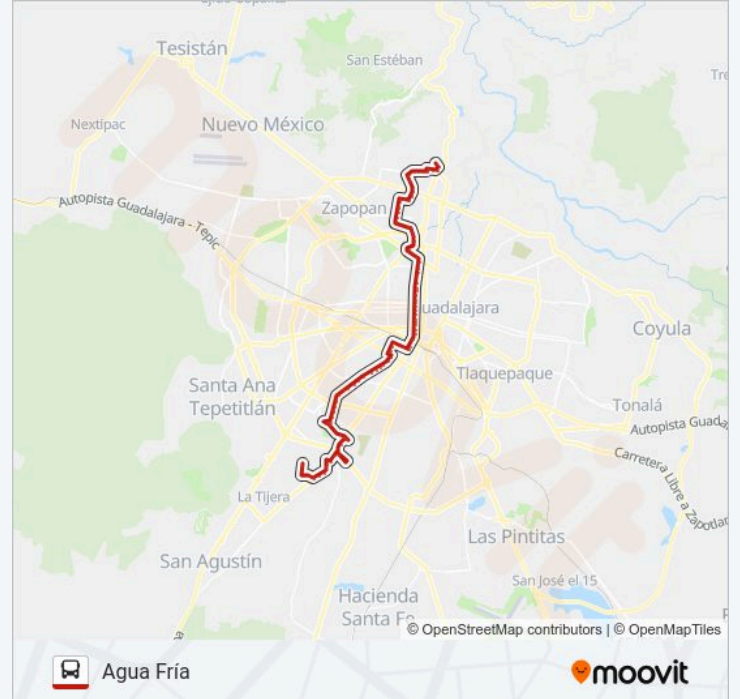 Tesistán
San Estéban
Nextipac
Nuevo México
Autopista Guadalajara - Tepic
Zapopan
uadalajara
Coyula
Tlaquepaque
Santa Ana
Tepetitlán
Tonalá
Autopista Guada
Carretera Libre a Zapotlan
La Tijera
Las Pintitas
San Agustín
San José el 15
Hacienda
Santa Fe
© OpenStreetMap contributors | © OpenMapTiles
Agua Fría
moovit